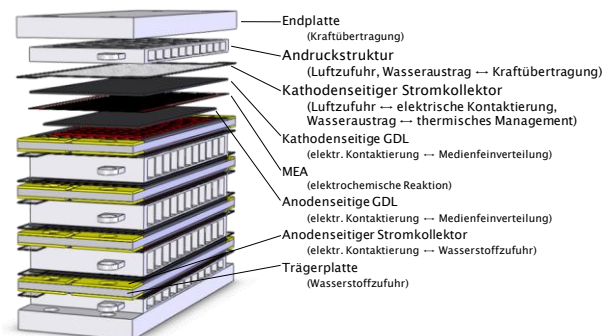 Endplatte
(Kraftübertragung)
Andruckstruktur
(Luftzufuhr, Wasseraustrag ↔ Kraftübertragung)
Kathodenseitiger Stromkollektor
(Luftzufuhr ↔ elektrische Kontaktierung,
Wasseraustrag ↔ thermisches Management)
Kathodenseitige GDL
(elektr. Kontaktierung ↔ Medienfeinverteilung)
MEA
(elektrochemische Reaktion)
Anodenseitige GDL
(elektr. Kontaktierung ↔ Medienfeinverteilung)
Anodenseitiger Stromkollektor
(elektr. Kontaktierung ↔ Wasserstoffzufuhr)
Trägerplatte
(Wasserstoffzufuhr)